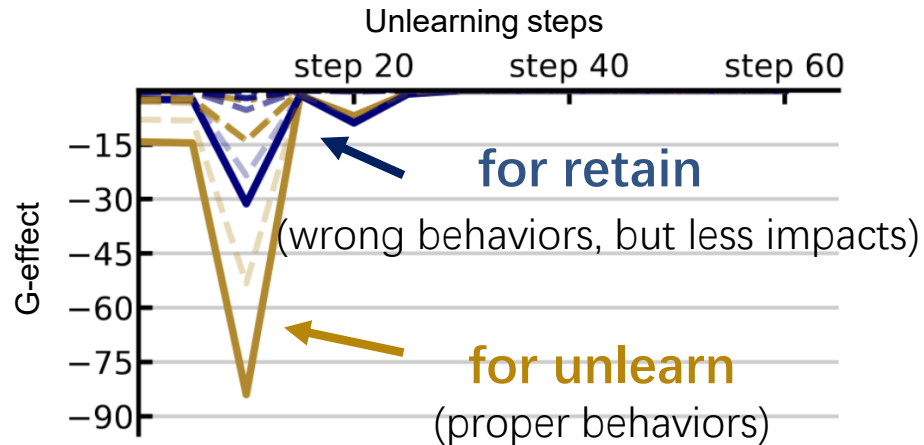 Unlearning steps
step 20 step 40 step 60
−15
for retain
−30
(wrong behaviors, but less impacts)
−45
G-effect
−60
−75
for unlearn
−90
(proper behaviors)